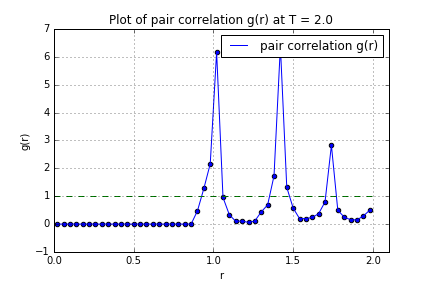 Plot of pair correlation g(r) at T = 2.0
pair correlation g(r)
7
6
5
4
3
2
1
0
−1
g(r)
0.0 0.5 1.0 1.5 2.0
r